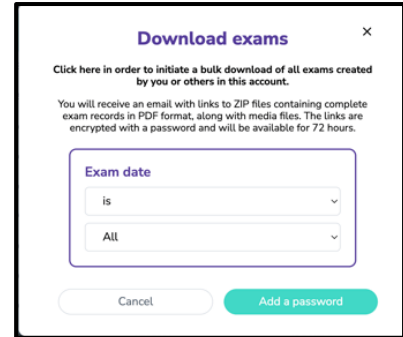 Download exams
Click here in order to initiate a bulk download of all exams created
by you or others in this account.
You will receive an email with links to ZIP files containing complete
exam records in PDF format, along with media files. The links are
encrypted with a password and will be available for 72 hours.
Exam date
is
All
Cancel
Add a password